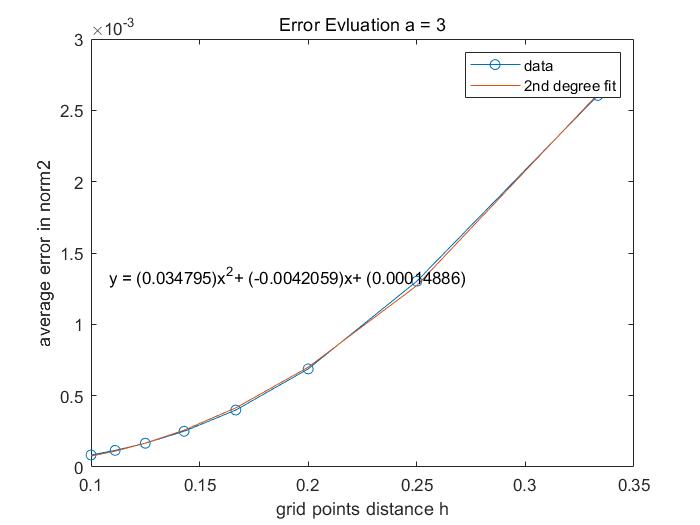 Error Evluation a = 3
×10^-3
3
2.5
2
1.5
1
0.5
0
data
2nd degree fit
y = (0.034795)x^2+ (-0.0042059)x+ (0.00014886)
average error in norm2
0.1
0.15
0.2
0.25
0.3
0.35
grid points distance h